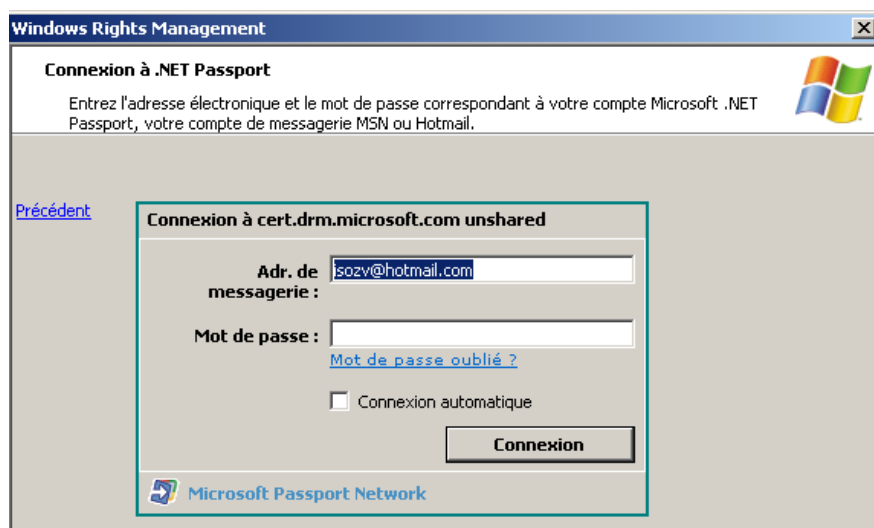 Windows Rights Management
Connexion à .NET Passport
Entrez l'adresse électronique et le mot de passe correspondant à votre compte Microsoft .NET
Passport, votre compte de messagerie MSN ou Hotmail.
Précédent
Connexion à cert.drm.microsoft.com unshared
Adr. de
messagerie :
isozv@hotmail.com
Mot de passe :
Mot de passe oublié ?
Connexion automatique
Connexion
Microsoft Passport Network